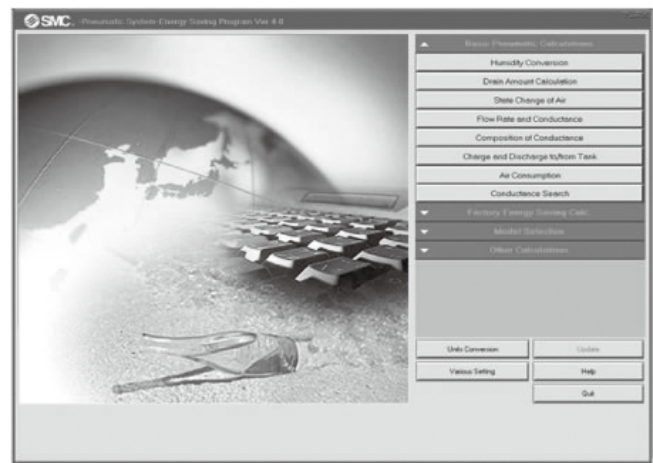 SMC. -Pneumatic System-Energy Saving Program Ver 4.0
Basic Pneumatic Calculations
Humidity Conversion
Drain Amount Calculation
State Change of Air
Flow Rate and Conductance
Composition of Conductance
Charge and Discharge to/from Tank
Air Consumption
Conductance Search
Factory Energy Saving Calc.
Model Selection
Other Calculations
Units Conversion
Update
Various Setting
Help
Quit